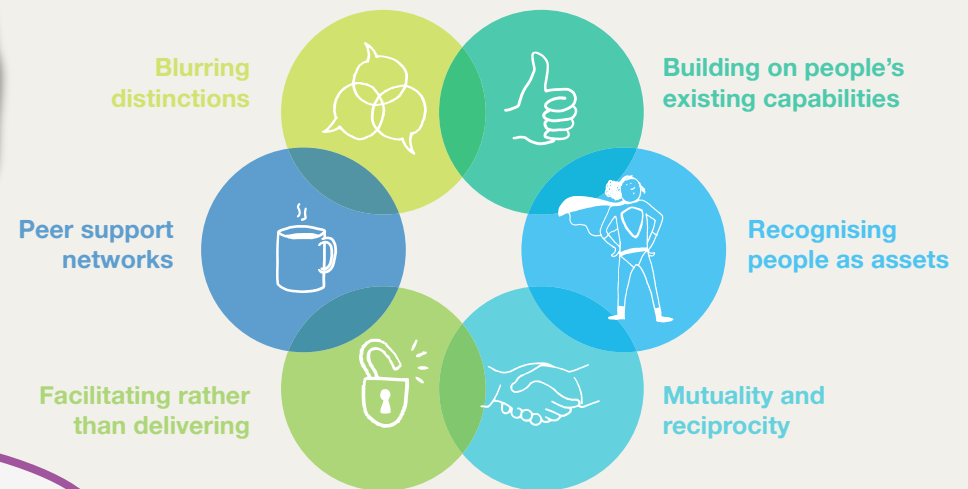 Blurring
distinctions
Building on people’s
existing capabilities
Peer support
networks
Recognising
people as assets
Facilitating rather
than delivering
Mutuality and
reciprocity